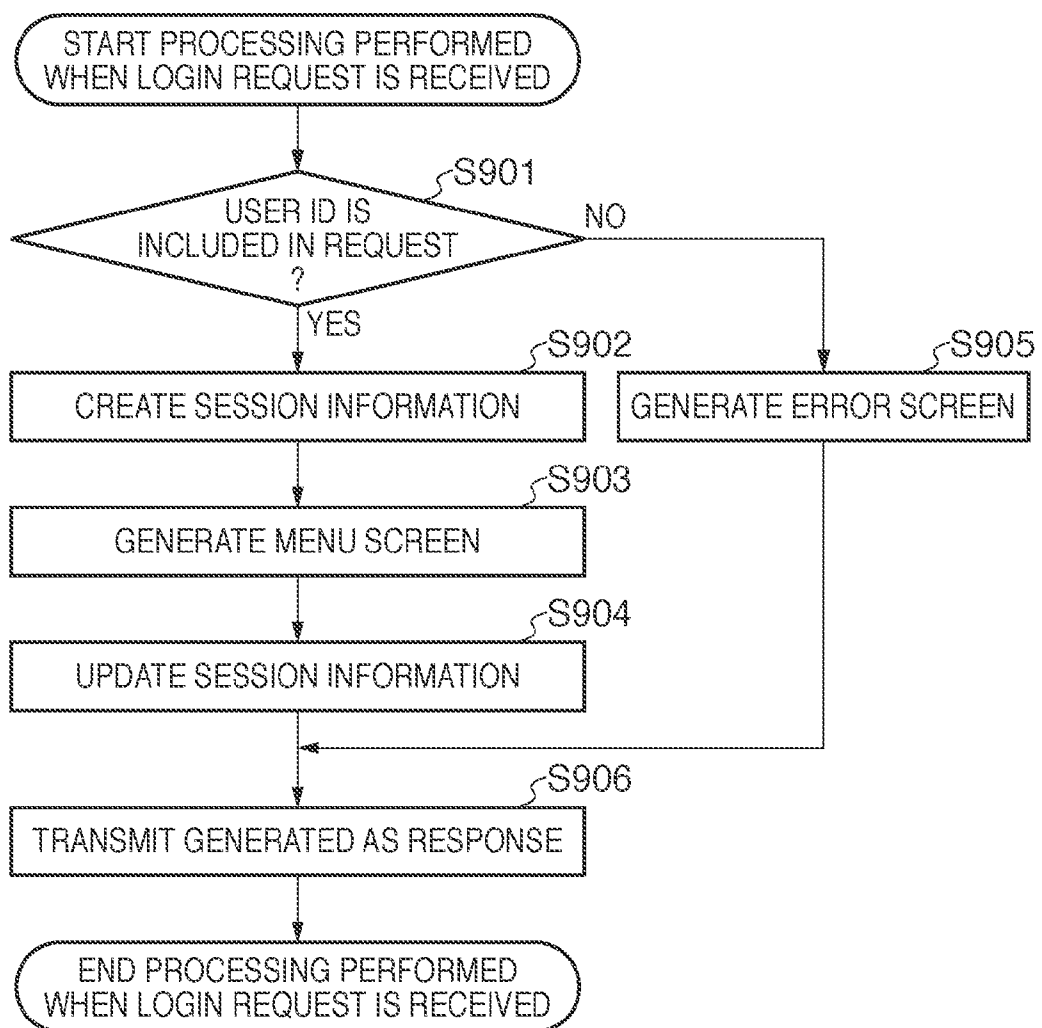 START PROCESSING PERFORMED
WHEN LOGIN REQUEST IS RECEIVED
S901
USER ID IS
INCLUDED IN REQUEST
?
NO
YES
S902
CREATE SESSION INFORMATION
S905
GENERATE ERROR SCREEN
S903
GENERATE MENU SCREEN
S904
UPDATE SESSION INFORMATION
S906
TRANSMIT GENERATED AS RESPONSE
END PROCESSING PERFORMED
WHEN LOGIN REQUEST IS RECEIVED